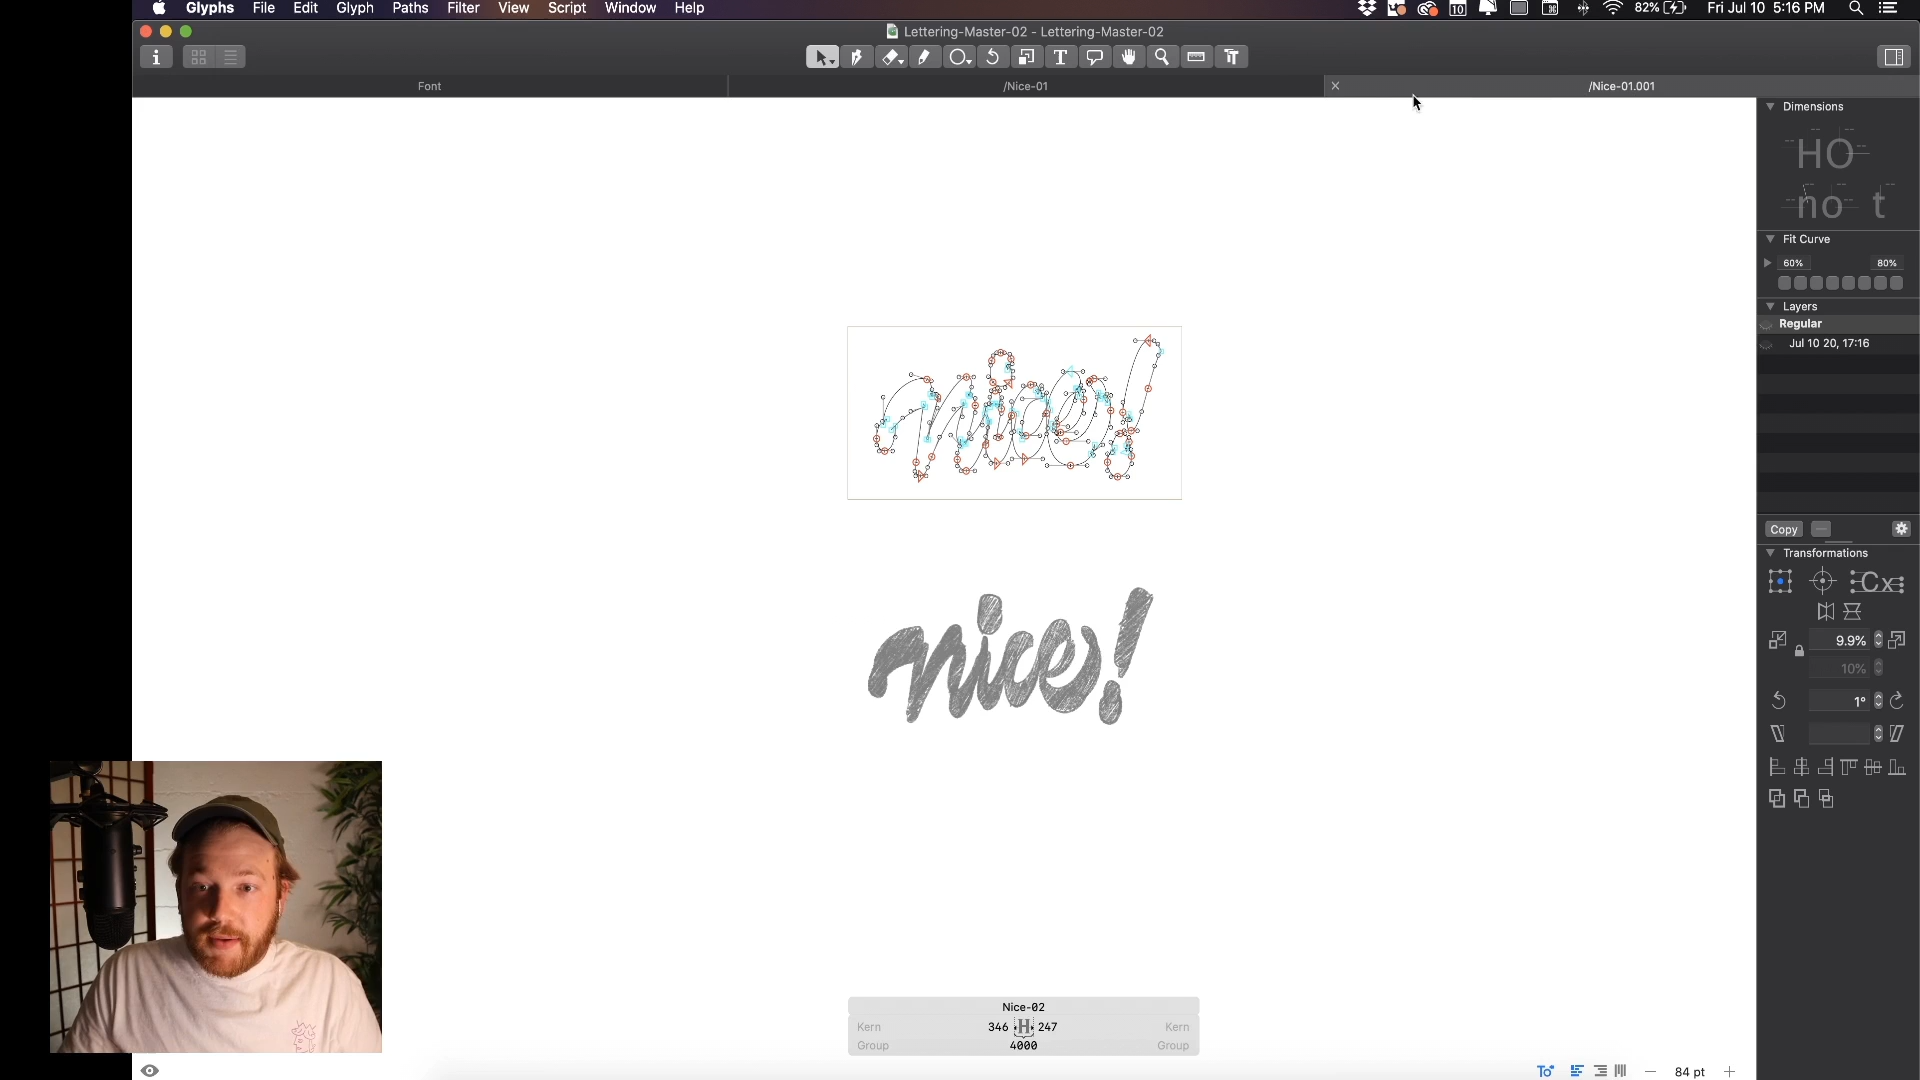 Glyphs File Edit Glyph Paths Filter View Script Window Help 10 82% Fri Jul 10 5:16 PM
Lettering-Master-02 - Lettering-Master-02
Font /Nice-01 /Nice-01.001
Dimensions
HO
no t
Fit Curve
60% 80%
Layers
Regular
Jul 10 20, 17:16
Copy
Transformations
Cx
9.9%
10%
1°
nice!
nice!
Nice-02
Kern 346 H 247 Kern
Group 4000 Group
84 pt